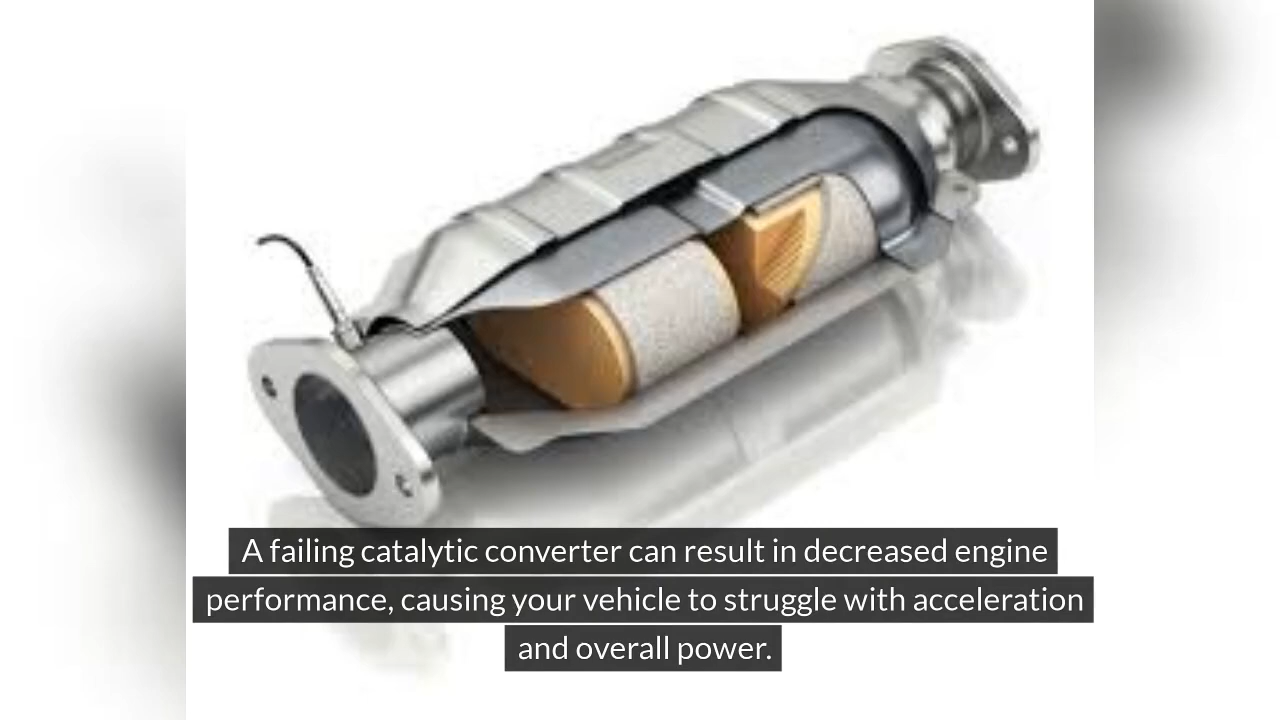 A failing catalytic converter can result in decreased engine
performance, causing your vehicle to struggle with acceleration
and overall power.